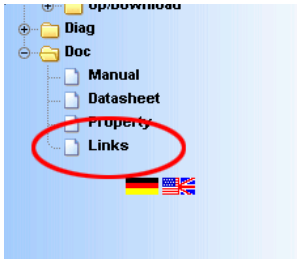 Up/Download
Diag
Doc
Manual
Datasheet
Property
Links